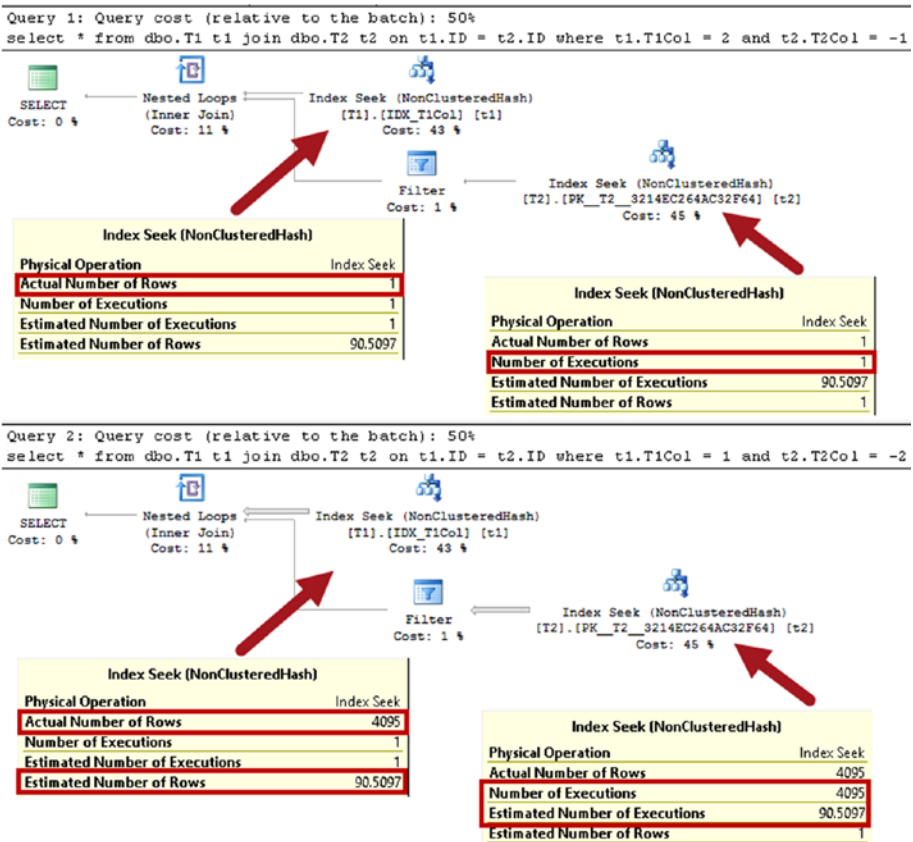 Query 1: Query cost (relative to the batch): 50%
select * from dbo.T1 t1 join dbo.T2 t2 on t1.ID = t2.ID where t1.T1Col = 2 and t2.T2Col = -1
SELECT
Cost: 0 %
Nested Loops
(Inner Join)
Cost: 11 %
Index Seek (NonClusteredHash)
[T1].[IDX_T1Col] [t1]
Cost: 43 %
Filter
Cost: 1 %
Index Seek (NonClusteredHash)
[T2].[PK__T2__3214EC264AC32F64] [t2]
Cost: 45 %
Index Seek (NonClusteredHash)
Physical Operation Index Seek
Actual Number of Rows 1
Number of Executions 1
Estimated Number of Executions 1
Estimated Number of Rows 90.5097
Index Seek (NonClusteredHash)
Physical Operation Index Seek
Actual Number of Rows 1
Number of Executions 1
Estimated Number of Executions 90.5097
Estimated Number of Rows 1
Query 2: Query cost (relative to the batch): 50%
select * from dbo.T1 t1 join dbo.T2 t2 on t1.ID = t2.ID where t1.T1Col = 1 and t2.T2Col = -2
SELECT
Cost: 0 %
Nested Loops
(Inner Join)
Cost: 11 %
Index Seek (NonClusteredHash)
[T1].[IDX_T1Col] [t1]
Cost: 43 %
Filter
Cost: 1 %
Index Seek (NonClusteredHash)
[T2].[PK__T2__3214EC264AC32F64] [t2]
Cost: 45 %
Index Seek (NonClusteredHash)
Physical Operation Index Seek
Actual Number of Rows 4095
Number of Executions 1
Estimated Number of Executions 1
Estimated Number of Rows 90.5097
Index Seek (NonClusteredHash)
Physical Operation Index Seek
Actual Number of Rows 4095
Number of Executions 4095
Estimated Number of Executions 90.5097
Estimated Number of Rows 1